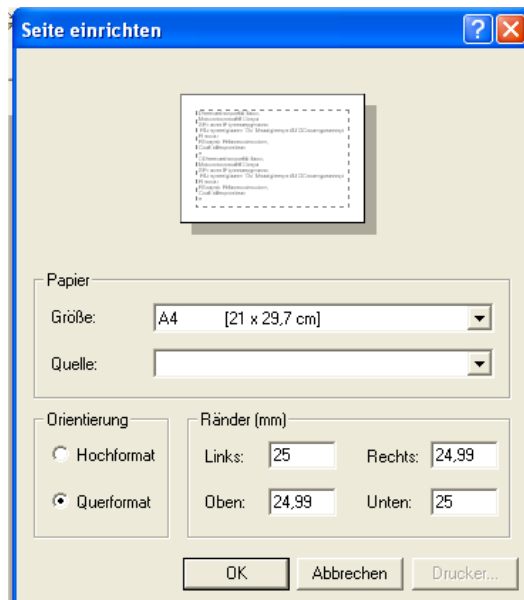 Seite einrichten
Papier
Größe: A4 [21 x 29,7 cm]
Quelle:
Orientierung
Hochformat
Querformat
Ränder (mm)
Links: 25 Rechts: 24,99
Oben: 24,99 Unten: 25
OK Abbrechen Drucker...